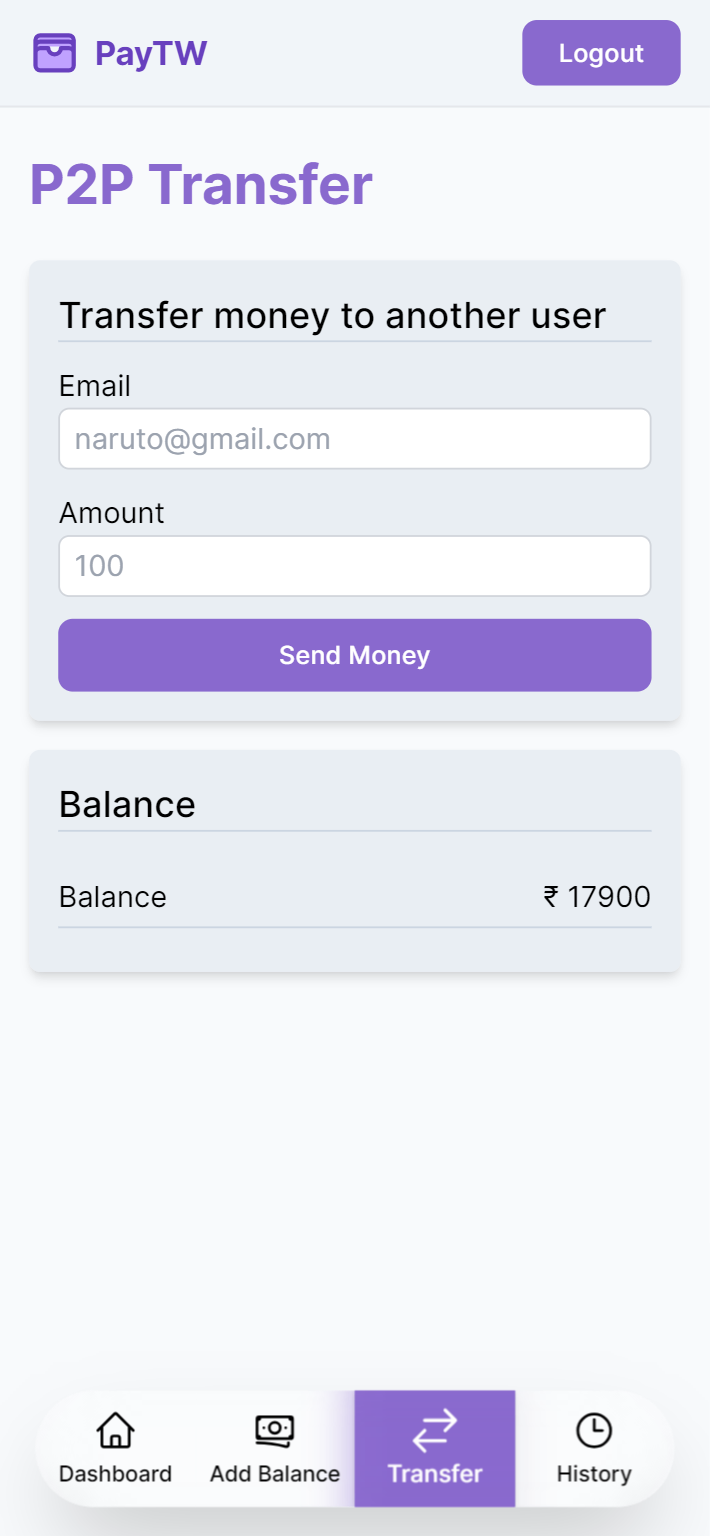 PayTW
Logout
P2P Transfer
Transfer money to another user
Email
naruto@gmail.com
Amount
100
Send Money
Balance
Balance ₹ 17900
Dashboard Add Balance Transfer History